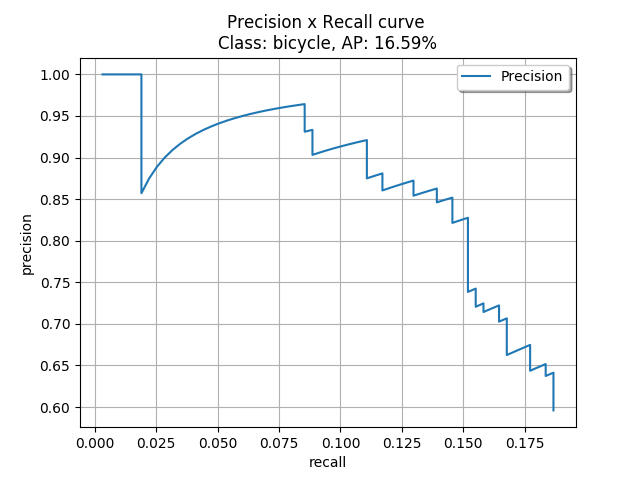 Precision x Recall curve
Class: bicycle, AP: 16.59%
Precision
precision
1.00
0.95
0.90
0.85
0.80
0.75
0.70
0.65
0.60
0.000 0.025 0.050 0.075 0.100 0.125 0.150 0.175
recall